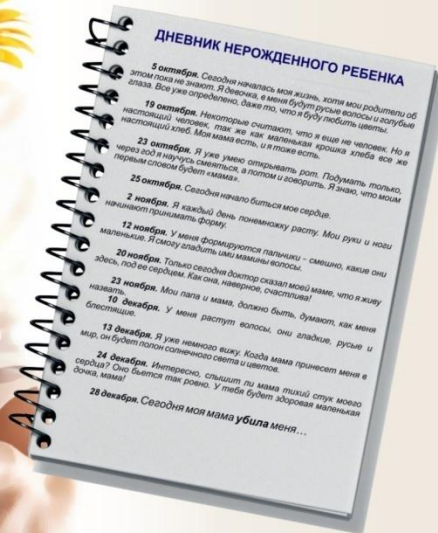 ДНЕВНИК НЕРОЖДЕННОГО РЕБЕНКА
5 октября. Сегодня началась моя жизнь, хотя мои родители об
этом пока не знают. Я девочка, у меня будут русые волосы и голубые
глаза. Все уже определено, даже то, что я буду любить цветы.
19 октября. Некоторые считают, что я еще не человек. Но я
настоящий человек, так же как маленькая крошка хлеба все же
настоящий хлеб. Моя мама есть, и я тоже есть.
23 октября. Я уже умею открывать рот. Подумать только,
через год я научусь смеяться, а потом и говорить. Я знаю, что моим
первым словом будет «мама».
25 октября. Сегодня начало биться мое сердце.
2 ноября. Я каждый день понемножку расту. Мои руки и ноги
начинают принимать форму.
12 ноября. У меня формируются пальчики - смешно, какие они
маленькие. Я смогу гладить ими мамины волосы.
20 ноября. Только сегодня доктор сказал моей маме, что я живу
здесь, под ее сердцем. Как она, наверное, счастлива!
23 ноября. Мои папа и мама, должно быть, думают, как меня
назвать.
10 декабря. У меня растут волосы, они гладкие, русые и
блестящие.
13 декабря. Я уже немного вижу. Когда мама принесет меня в
мир, он будет полон солнечного света и цветов.
24 декабря. Интересно, слышит ли мама тихий стук моего
сердца? Оно бьется так ровно. У тебя будет здоровая маленькая
дочка, мама!
28 декабря. Сегодня моя мама убила меня…